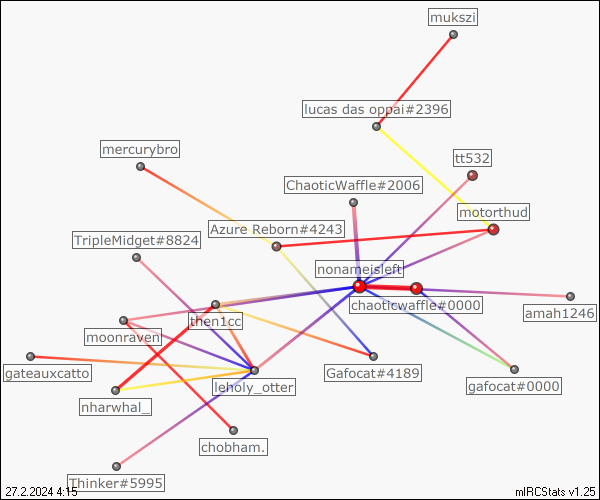 mukszi
lucas das oppai#2396
mercurybro
tt532
ChaoticWaffle#2006
motorthud
Azure Reborn#4243
TripleMidget#8824
nonamejsleft
chaoticwaffle#0000
amah1246
then1cc
moonraven
gateauxcatto
Gafocat#4189
gafocat#0000
leholy_otter
nharwhal_
chobham.
Thinker#5995
27.2.2024 4:15
mIRCStats v1.25